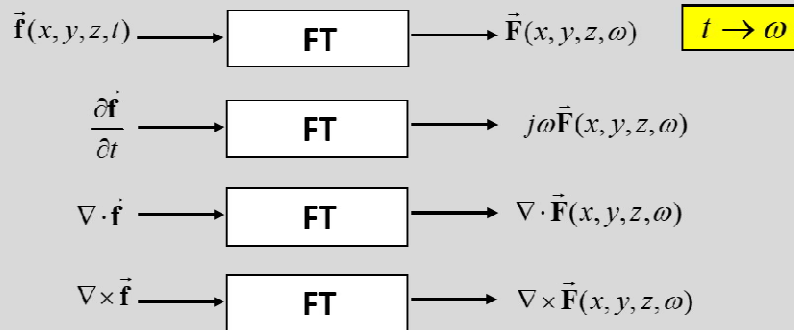 f⃗(x, y, z, t) → FT → F⃗(x, y, z, ω) t → ω
∂f⃗/∂t → FT → jωF⃗(x, y, z, ω)
∇ · f⃗ → FT → ∇ · F⃗(x, y, z, ω)
∇ × f⃗ → FT → ∇ × F⃗(x, y, z, ω)